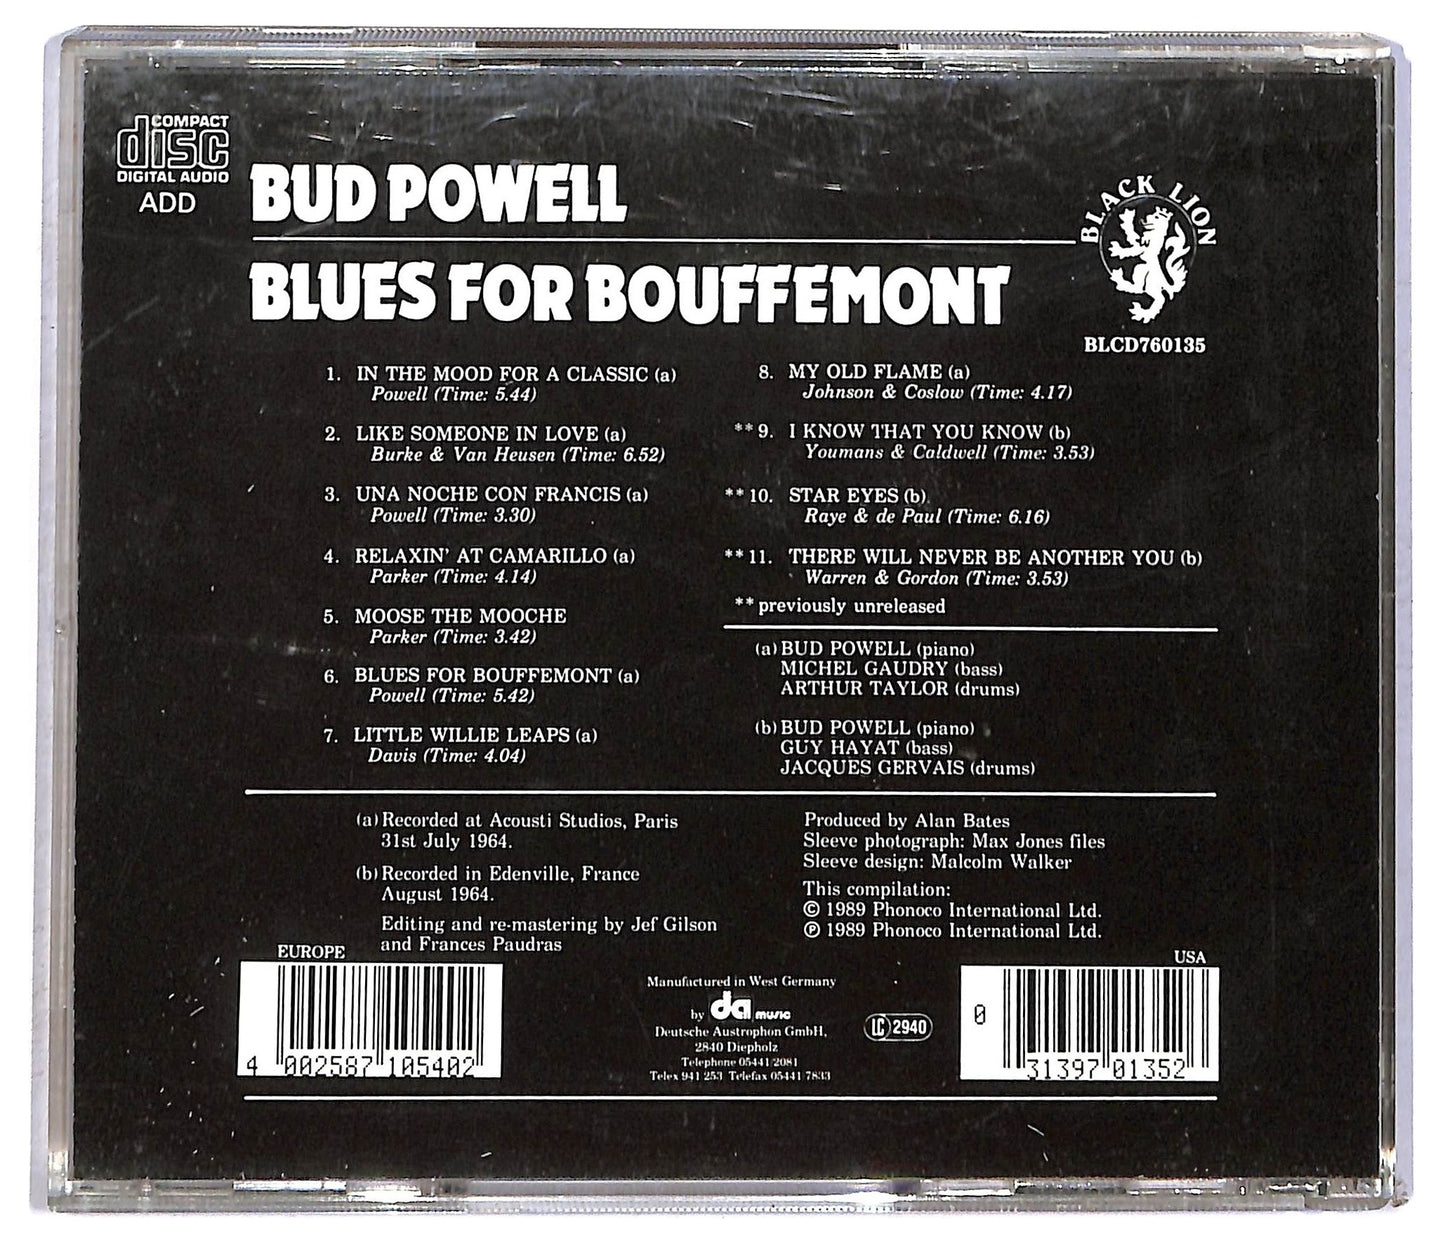 COMPACT
disc
DIGITAL AUDIO
ADD
BUD POWELL
BLACK LION
BLUES FOR BOUFFEMONT
BLCD760135
1. IN THE MOOD FOR A CLASSIC (a)
Powell (Time: 5.44)
2. LIKE SOMEONE IN LOVE (a)
Burke & Van Heusen (Time: 6.52)
3. UNA NOCHE CON FRANCIS (a)
Powell (Time: 3.30)
4. RELAXIN' AT CAMARILLO (a)
Parker (Time: 4.14)
5. MOOSE THE MOOCHE
Parker (Time: 3.42)
6. BLUES FOR BOUFFEMONT (a)
Powell (Time: 5.42)
7. LITTLE WILLIE LEAPS (a)
Davis (Time: 4.04)
8. MY OLD FLAME (a)
Johnson & Coslow (Time: 4.17)
**9. I KNOW THAT YOU KNOW (b)
Youmans & Caldwell (Time: 3.53)
**10. STAR EYES (b)
Raye & de Paul (Time: 6.16)
**11. THERE WILL NEVER BE ANOTHER YOU (b)
Warren & Gordon (Time: 3.53)
**previously unreleased
(a) BUD POWELL (piano)
MICHEL GAUDRY (bass)
ARTHUR TAYLOR (drums)
(b) BUD POWELL (piano)
GUY HAYAT (bass)
JACQUES GERVAIS (drums)
(a) Recorded at Acousti Studios, Paris
31st July 1964.
(b) Recorded in Edenville, France
August 1964.
Editing and re-mastering by Jef Gilson
and Frances Paudras
Produced by Alan Bates
Sleeve photograph: Max Jones files
Sleeve design: Malcolm Walker
This compilation:
© 1989 Phonoco International Ltd.
℗ 1989 Phonoco International Ltd.
EUROPE
4 002587 105402
Manufactured in West Germany
by da music
Deutsche Austrophon GmbH,
2840 Diepholz
Telephone 05441/2081
Telex 941 253 Telefax 05441/7833
LC 2940
USA
0 31397 01352